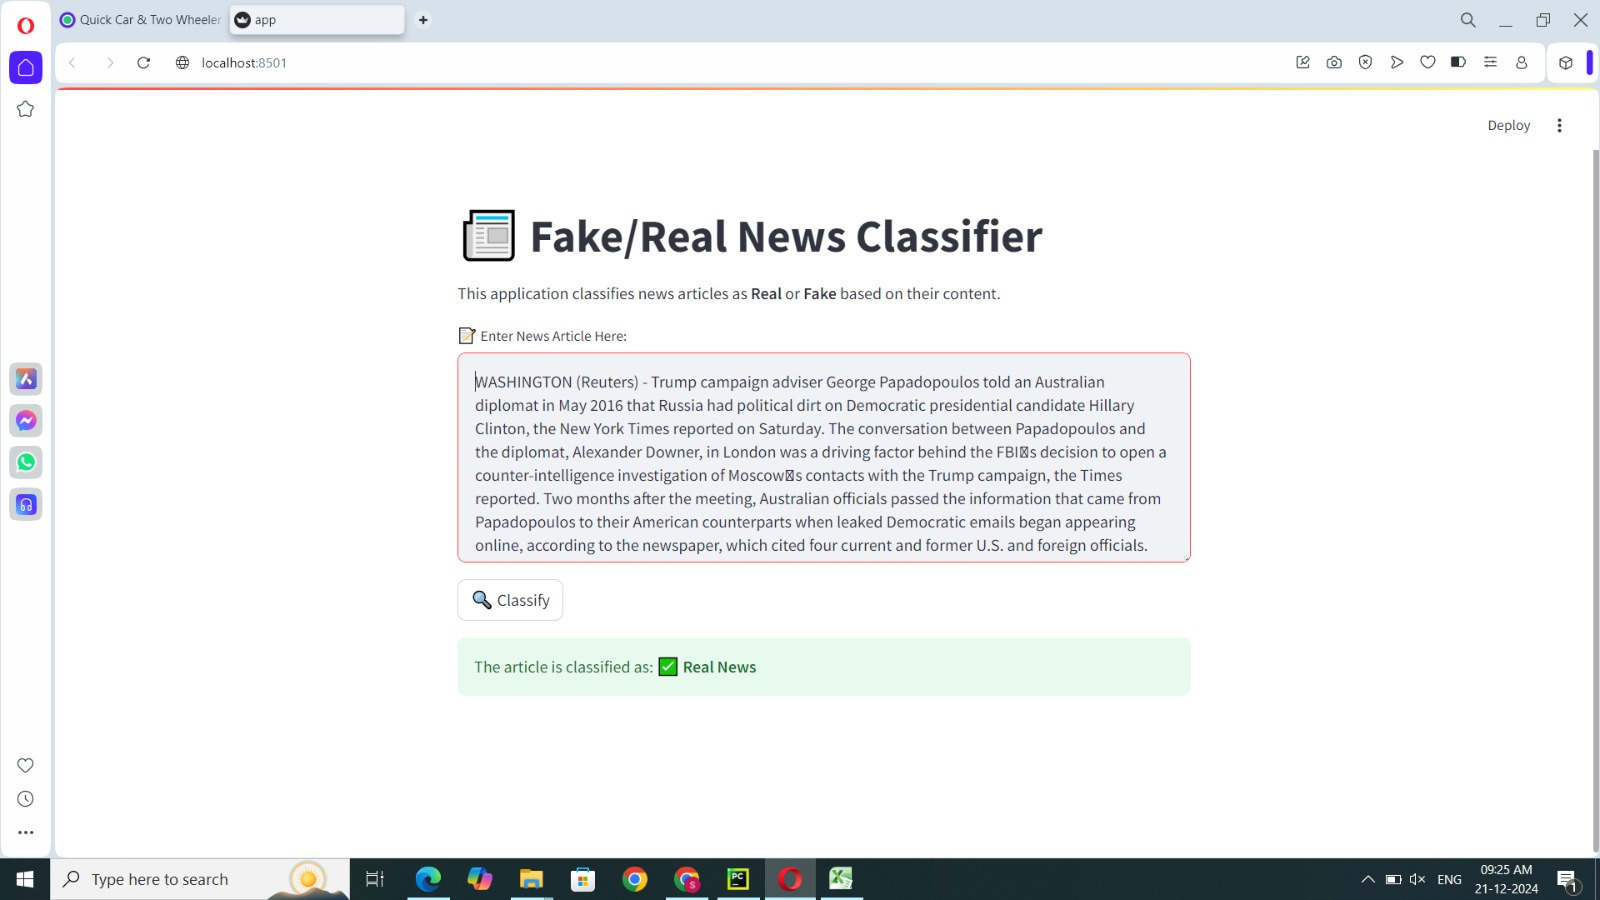 Quick Car & Two Wheeler
app
localhost:8501
Deploy
Fake/Real News Classifier
This application classifies news articles as Real or Fake based on their content.
Enter News Article Here:
WASHINGTON (Reuters) - Trump campaign adviser George Papadopoulos told an Australian
diplomat in May 2016 that Russia had political dirt on Democratic presidential candidate Hillary
Clinton, the New York Times reported on Saturday. The conversation between Papadopoulos and
the diplomat, Alexander Downer, in London was a driving factor behind the FBI�s decision to open a
counter-intelligence investigation of Moscow�s contacts with the Trump campaign, the Times
reported. Two months after the meeting, Australian officials passed the information that came from
Papadopoulos to their American counterparts when leaked Democratic emails began appearing
online, according to the newspaper, which cited four current and former U.S. and foreign officials.
Classify
The article is classified as: ✅ Real News
Type here to search
PC
S
ENG
09:25 AM
21-12-2024
1